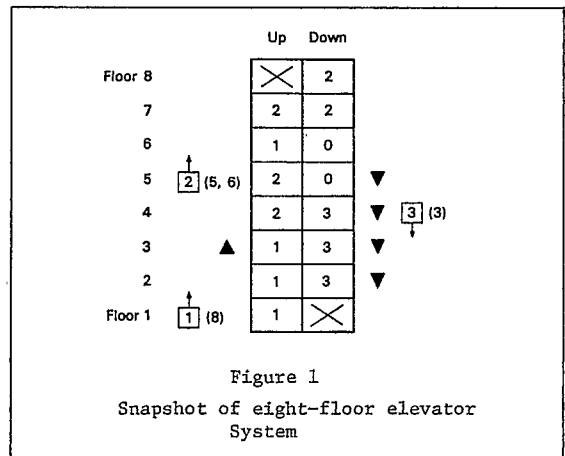 Up Down
Floor 8 2
7 2 2
6 1 0
5 2 (5, 6) 2 0
4 2 3 3 (3)
3 1 3
2 1 3
Floor 1 1 (8) 1
Figure 1
Snapshot of eight-floor elevator
System